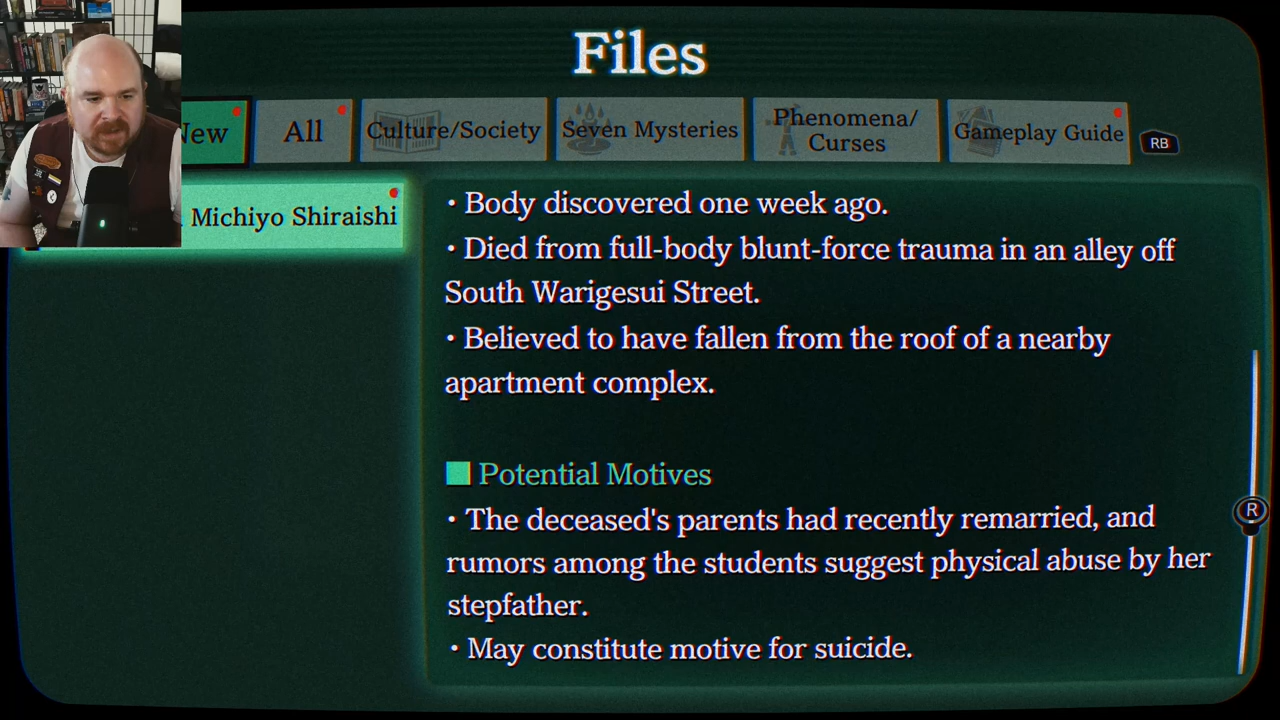 Files
New
All
Culture/Society
Seven Mysteries
Phenomena/
Curses
Gameplay Guide
RB
Michiyo Shiraishi
・Body discovered one week ago.
・Died from full-body blunt-force trauma in an alley off
South Warigesui Street.
・Believed to have fallen from the roof of a nearby
apartment complex.
■ Potential Motives
・The deceased's parents had recently remarried, and
rumors among the students suggest physical abuse by her
stepfather.
・May constitute motive for suicide.
R